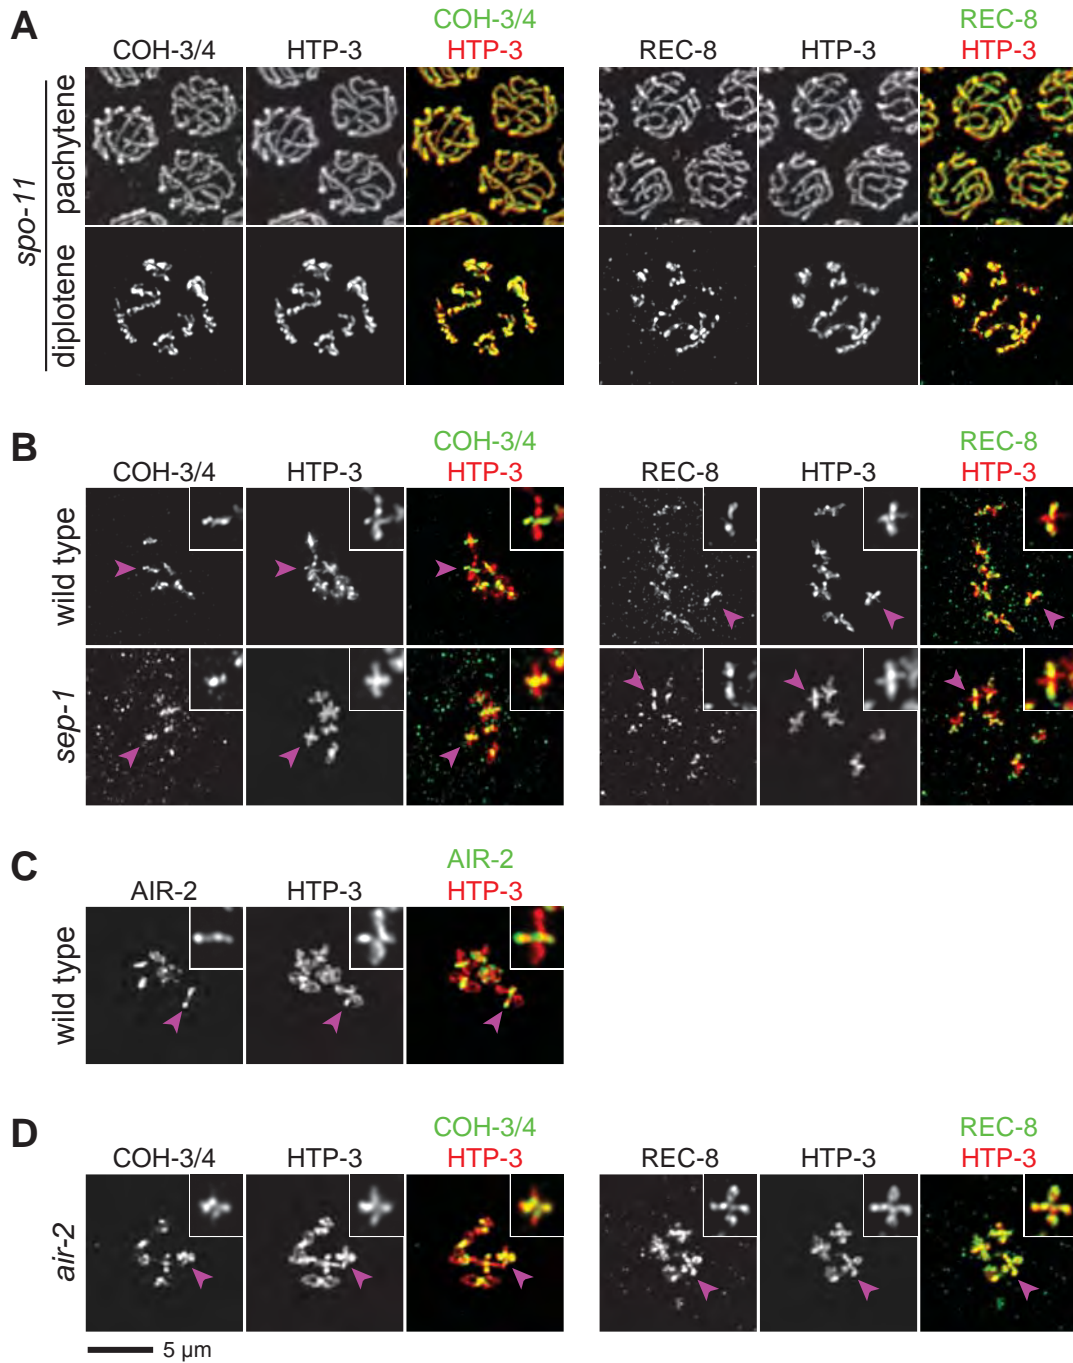 A
COH-3/4
COH-3/4 HTP-3 HTP-3
REC-8
REC-8 HTP-3 HTP-3
spo-11
pachytene
diplotene
B
COH-3/4
COH-3/4 HTP-3 HTP-3
REC-8
REC-8 HTP-3 HTP-3
wild type
sep-1
C
AIR-2
AIR-2 HTP-3 HTP-3
wild type
D
COH-3/4
COH-3/4 HTP-3 HTP-3
REC-8
REC-8 HTP-3 HTP-3
air-2
5 µm